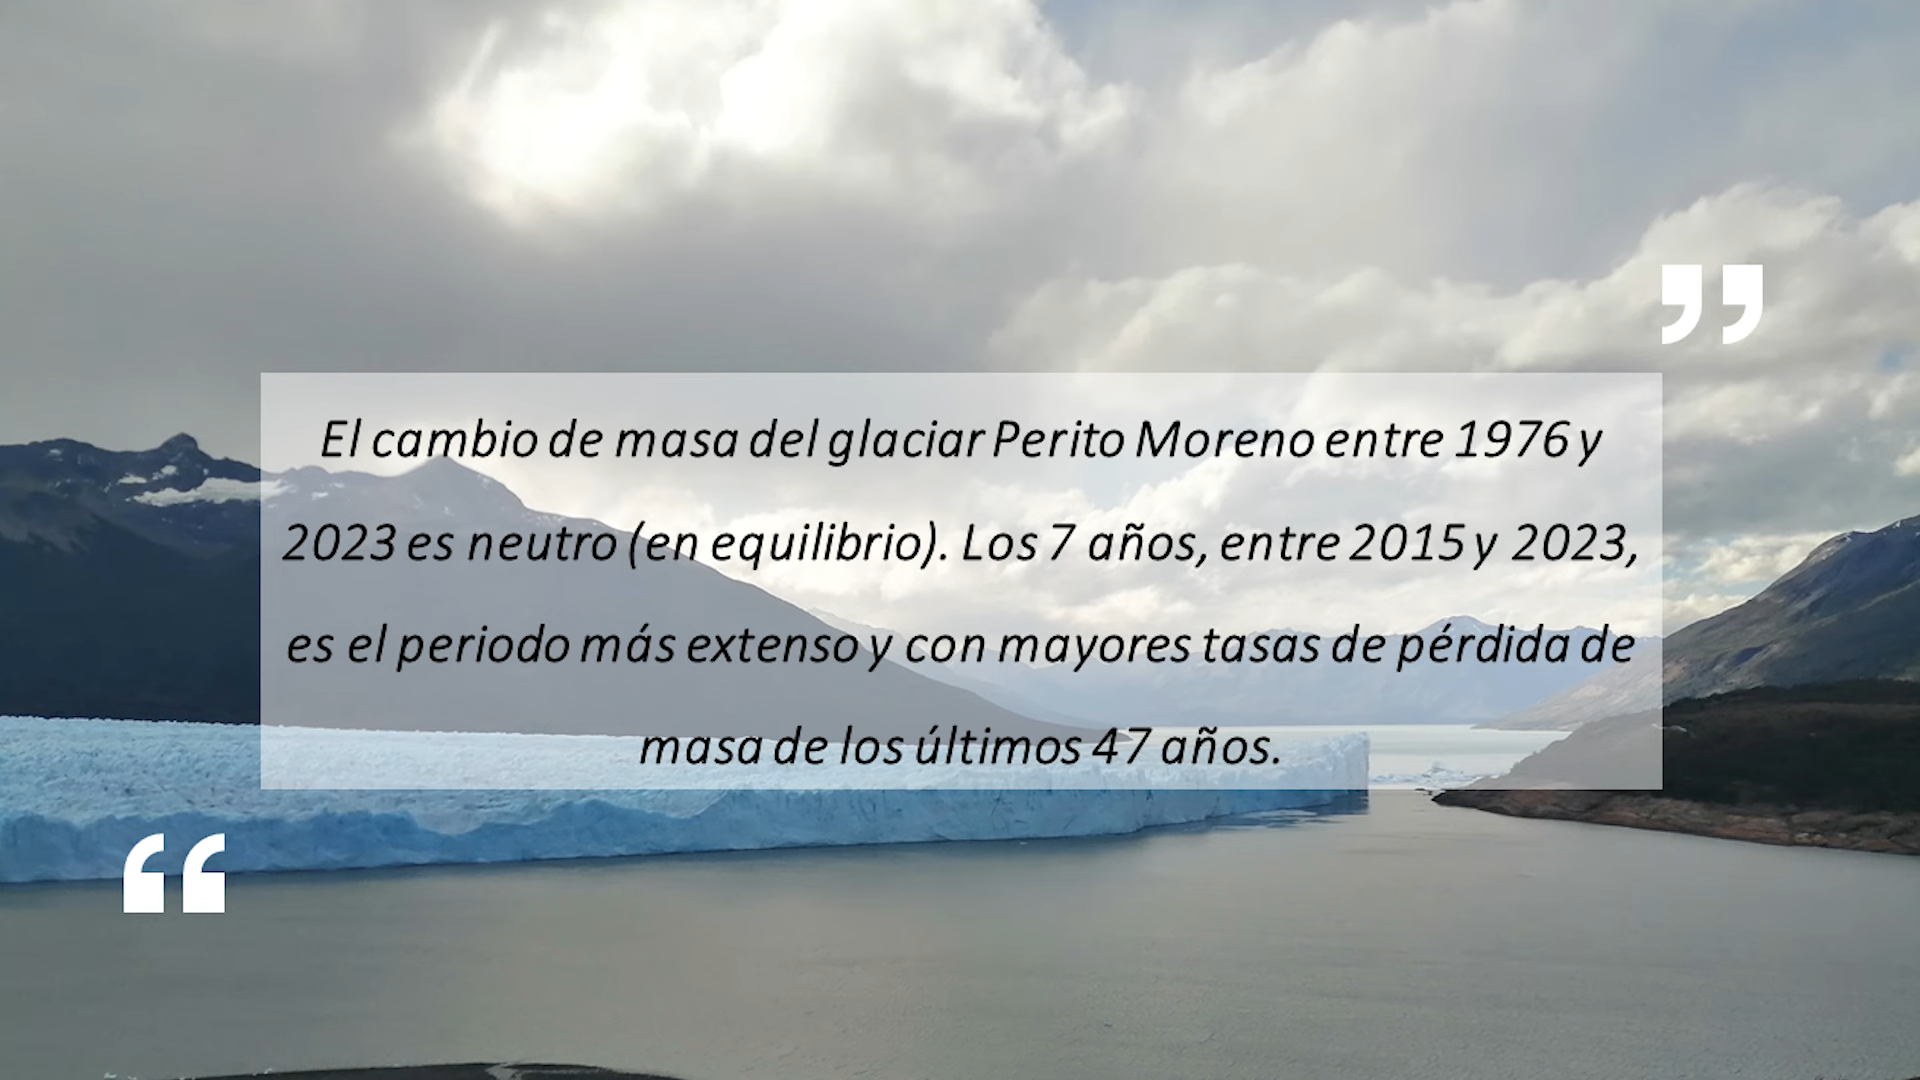 ”
El cambio de masa del glaciar Perito Moreno entre 1976 y
2023 es neutro (en equilibrio). Los 7 años, entre 2015 y 2023,
es el periodo más extenso y con mayores tasas de pérdida de
masa de los últimos 47 años.
“